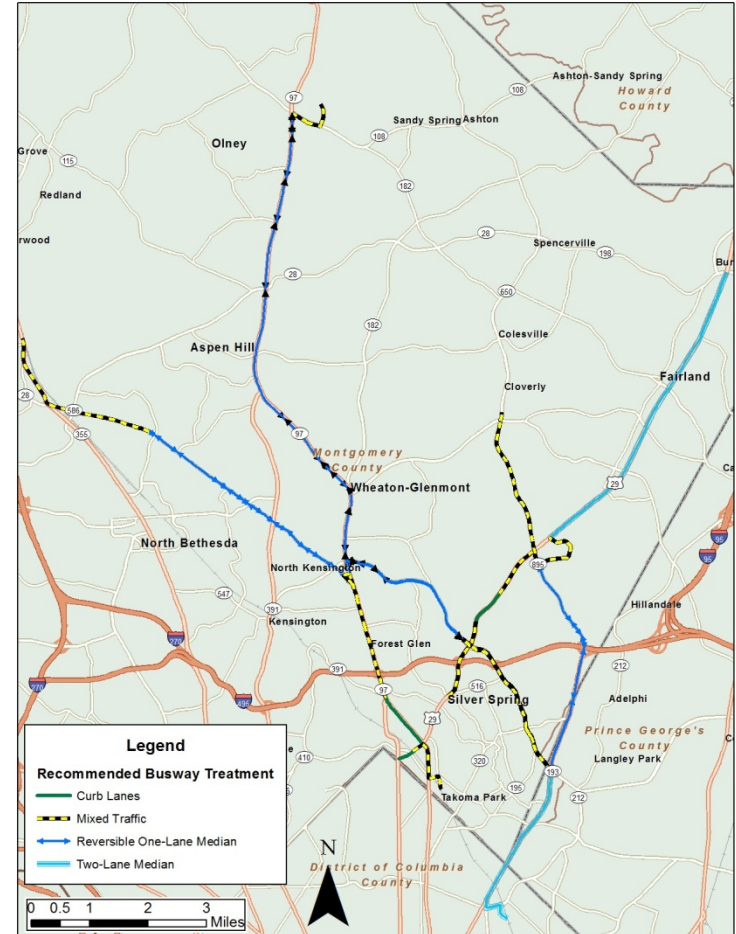 Ashton-Sandy Spring
Howard
County
108
97
Sandy Spring Ashton
108
Olney
Grove
115
182
Redland
28
rwood
Spencerville
198
28
Bur
650
182
Colesville
Aspen Hill
Cloverly
Fairland
28
586
355
97
Montgomery
County
Ca
Wheaton-Glenmont
29
95
95
North Bethesda
North Kensington
895
547
391
Hillandale
Kensington
270
Forest Glen
212
391
270
495
97
516
Adelphi
Silver Spring
29
Prince George's
County
Legend
410
320
193
Langley Park
Recommended Busway Treatment
195
212
Takoma Park
Curb Lanes
Mixed Traffic
Reversible One-Lane Median
Two-Lane Median
N
District of Columbia
County
0 0.5 1 2 3
Miles